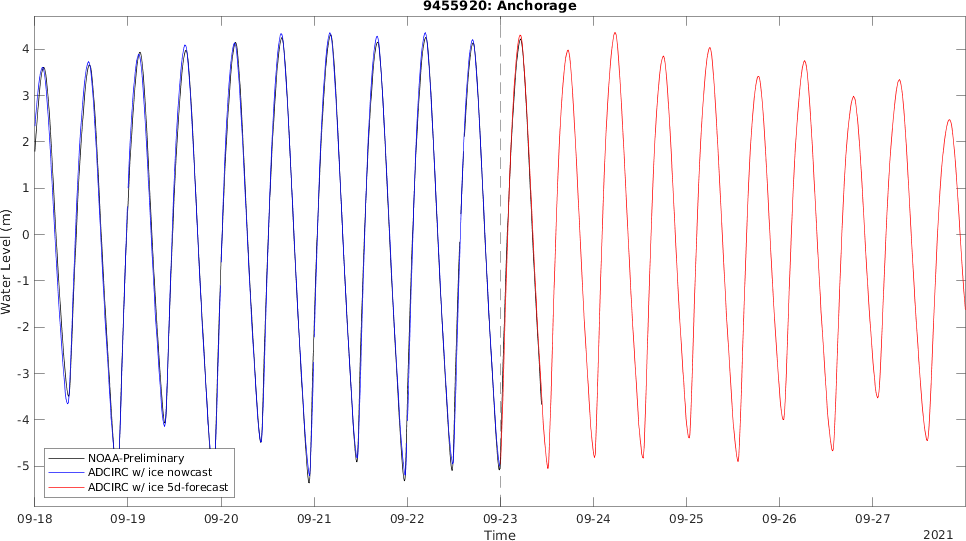 9455920: Anchorage
4
3
2
1
0
-1
-2
-3
-4
-5
Water Level (m)
NOAA-Preliminary
ADCIRC w/ ice nowcast
ADCIRC w/ ice 5d-forecast
09-18 09-19 09-20 09-21 09-22 09-23 09-24 09-25 09-26 09-27
Time
2021